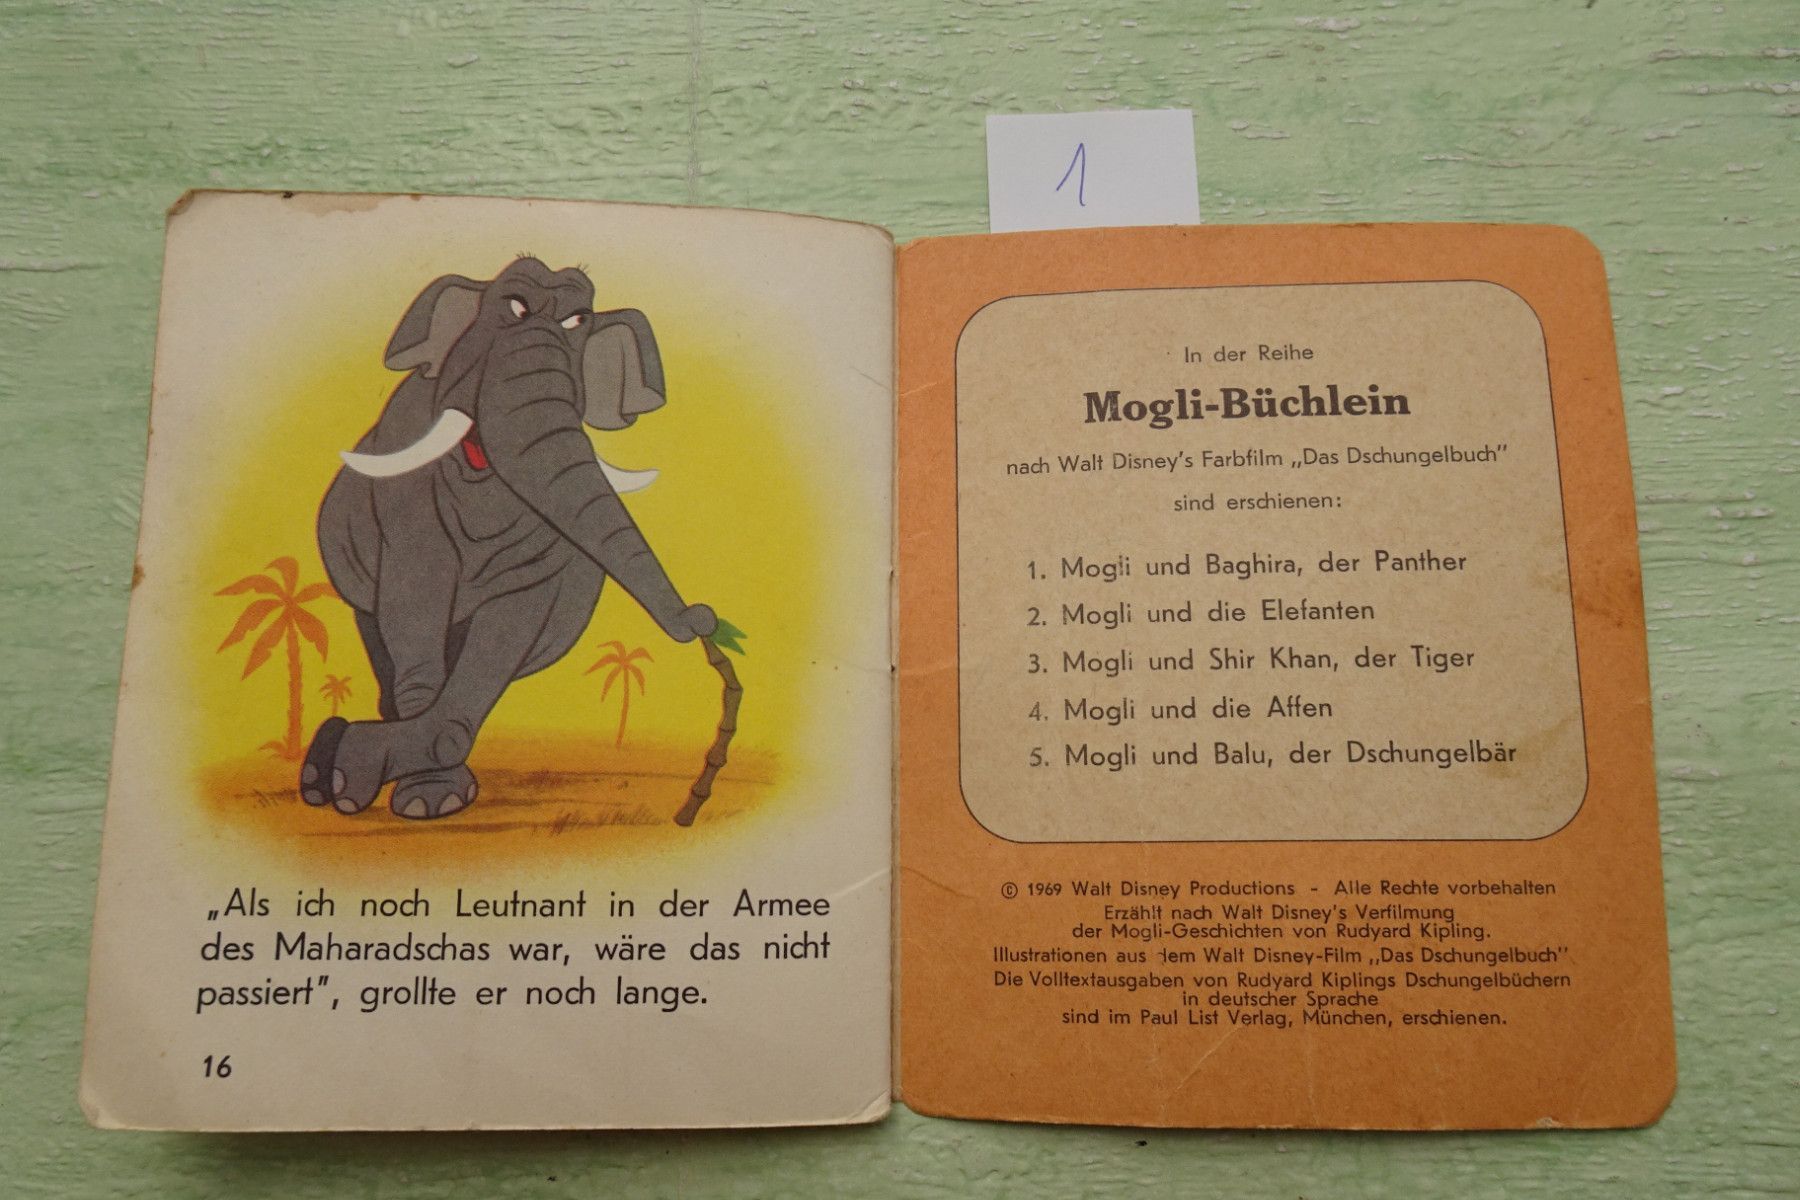 1
„Als ich noch Leutnant in der Armee
des Maharadschas war, wäre das nicht
passiert", grollte er noch lange.
16
In der Reihe
Mogli-Büchlein
nach Walt Disney's Farbfilm „Das Dschungelbuch"
sind erschienen:
1. Mogli und Baghira, der Panther
2. Mogli und die Elefanten
3. Mogli und Shir Khan, der Tiger
4. Mogli und die Affen
5. Mogli und Balu, der Dschungelbär
© 1969 Walt Disney Productions - Alle Rechte vorbehalten
Erzählt nach Walt Disney's Verfilmung
der Mogli-Geschichten von Rudyard Kipling.
Illustrationen aus dem Walt Disney-Film „Das Dschungelbuch"
Die Volltextausgaben von Rudyard Kiplings Dschungelbüchern
in deutscher Sprache
sind im Paul List Verlag, München, erschienen.